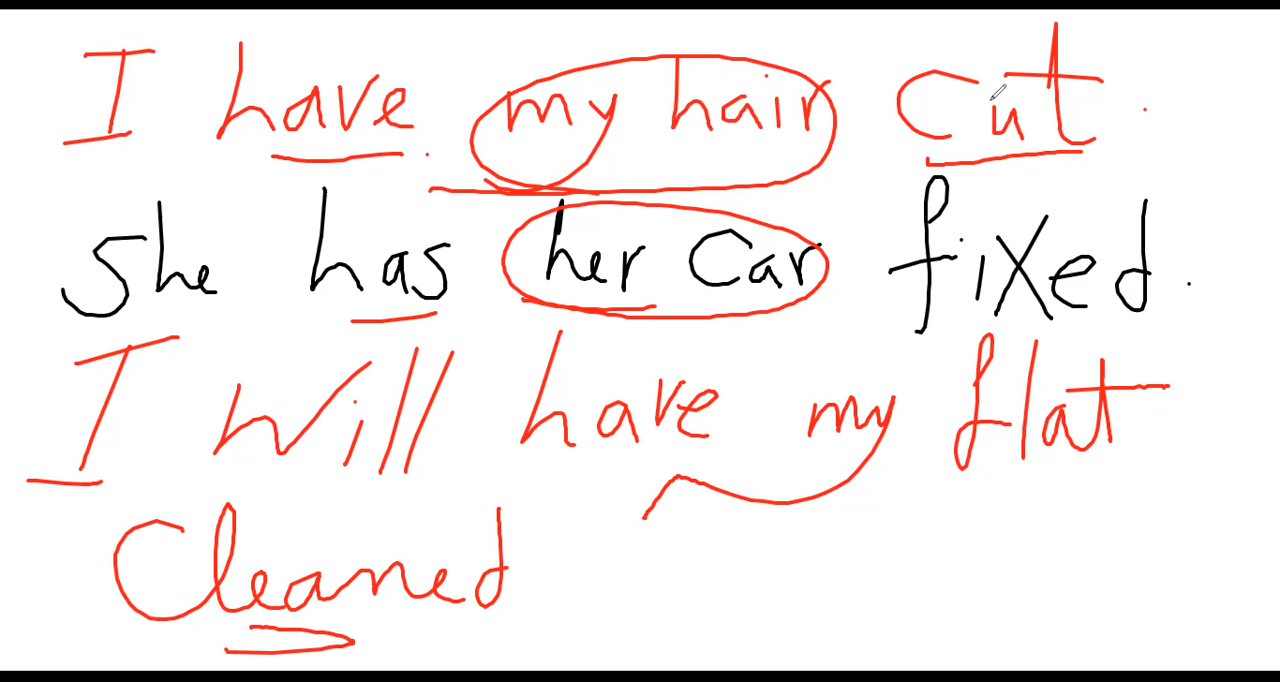 I have my hair cut.
She has her car fixed.
I will have my flat
Cleaned